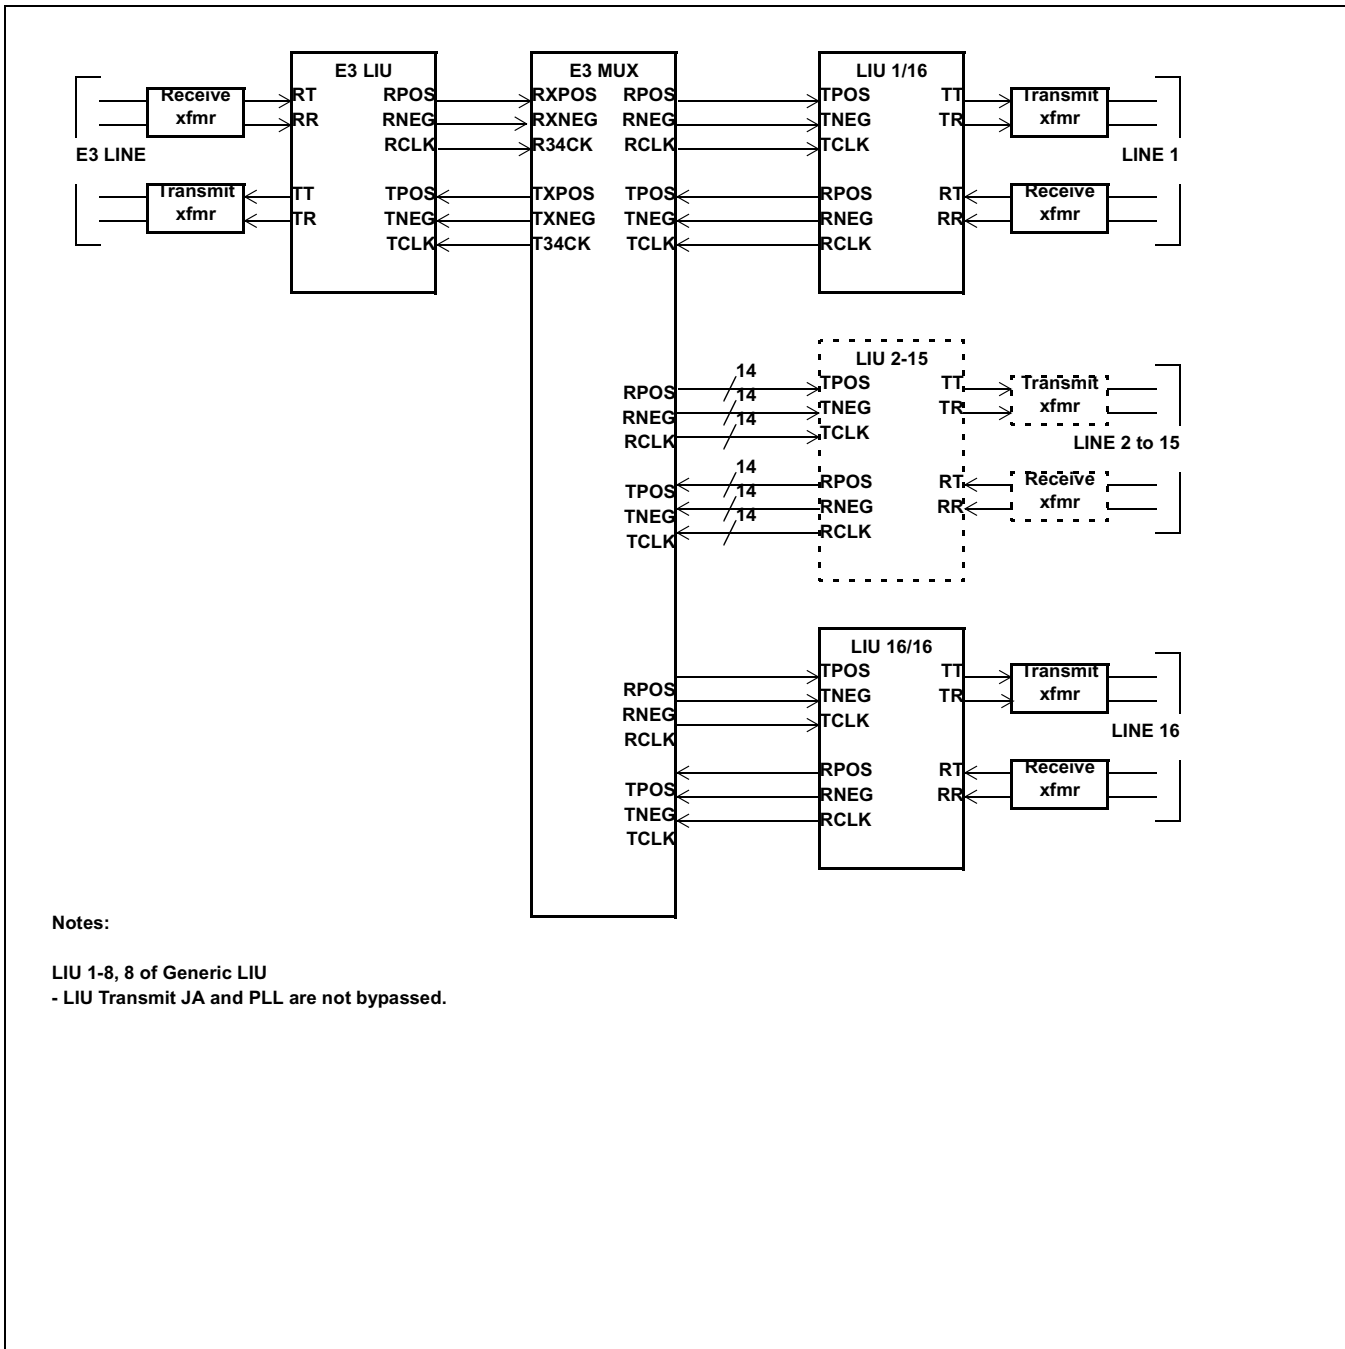 E3 LIU E3 MUX LIU 1/16
Receive xfmr RT RPOS RXPOS RPOS TPOS TT Transmit xfmr
RR RNEG RXNEG RNEG TNEG TR
RCLK R34CK RCLK TCLK
E3 LINE LINE 1
Transmit xfmr TT TPOS TXPOS TPOS RPOS RT Receive xfmr
TR TNEG TXNEG TNEG RNEG RR
TCLK T34CK TCLK RCLK
LIU 2-15
14
RPOS TPOS TT Transmit xfmr
14
RNEG TNEG TR
14
RCLK TCLK
LINE 2 to 15
14
TPOS RPOS RT Receive xfmr
14
TNEG RNEG RR
14
TCLK RCLK
LIU 16/16
RPOS TPOS TT Transmit xfmr
RNEG TNEG TR
RCLK TCLK
LINE 16
TPOS RPOS RT Receive xfmr
TNEG RNEG RR
TCLK RCLK
Notes:
LIU 1-8, 8 of Generic LIU
- LIU Transmit JA and PLL are not bypassed.